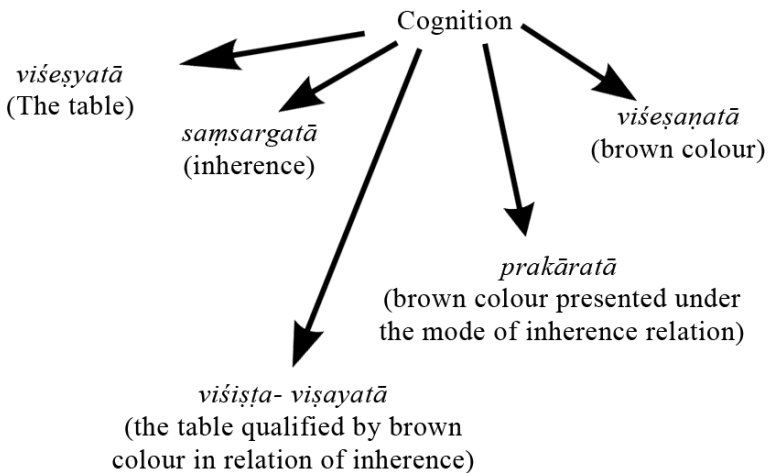 Cognition
viśeṣyatā
(The table)
saṃsargatā
(inherence)
viśeṣaṇatā
(brown colour)
prakāratā
(brown colour presented under
the mode of inherence relation)
viśiṣṭa- viṣayatā
(the table qualified by brown
colour in relation of inherence)